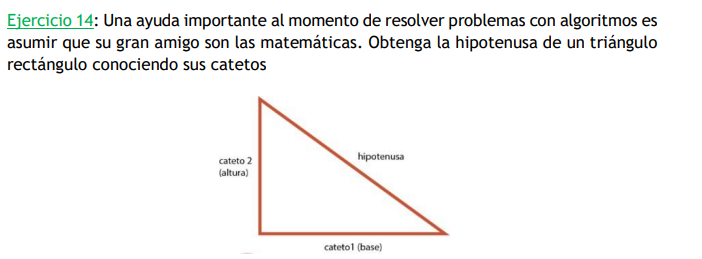 Ejercicio 14: Una ayuda importante al momento de resolver problemas con algoritmos es
asumir que su gran amigo son las matemáticas. Obtenga la hipotenusa de un triángulo
rectángulo conociendo sus catetos
cateto 2
(altura)
hipotenusa
cateto1 (base)